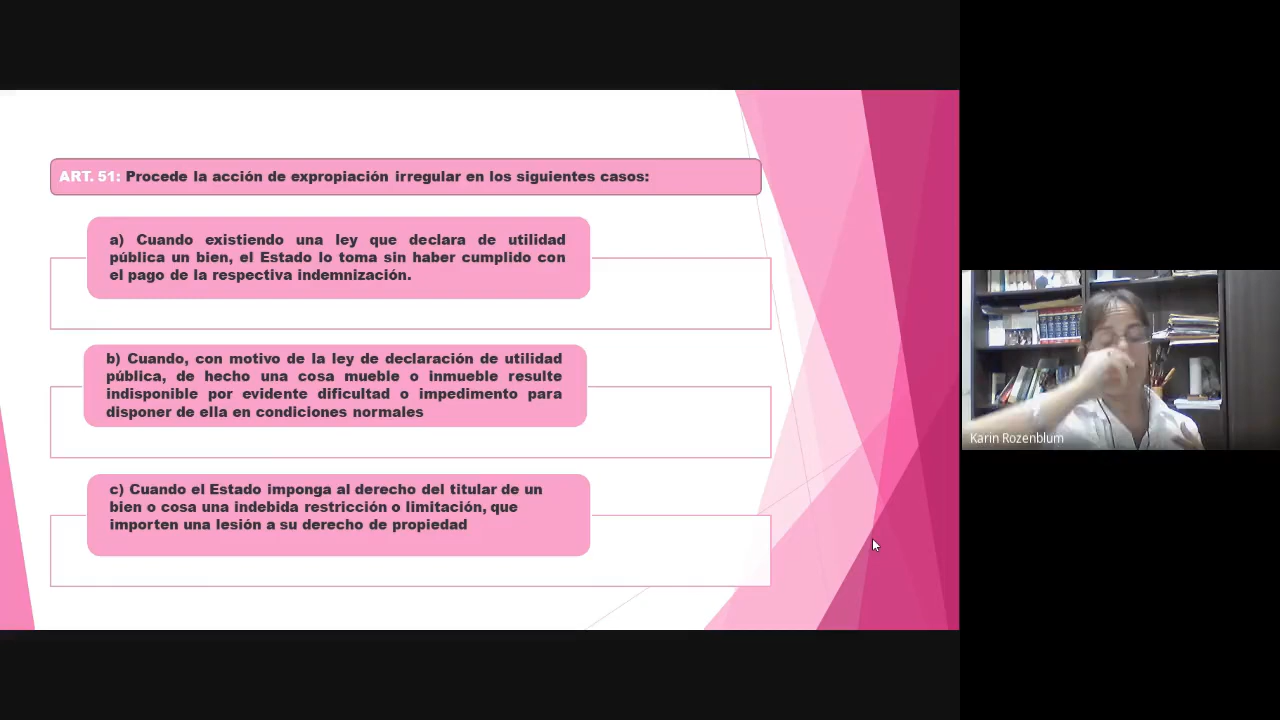 ART. 51: Procede la acción de expropiación irregular en los siguientes casos:
a) Cuando existiendo una ley que declara de utilidad
pública un bien, el Estado lo toma sin haber cumplido con
el pago de la respectiva indemnización.
b) Cuando, con motivo de la ley de declaración de utilidad
pública, de hecho una cosa mueble o inmueble resulte
indisponible por evidente dificultad o impedimento para
disponer de ella en condiciones normales
c) Cuando el Estado imponga al derecho del titular de un
bien o cosa una indebida restricción o limitación, que
importen una lesión a su derecho de propiedad
Karin Rozenblum